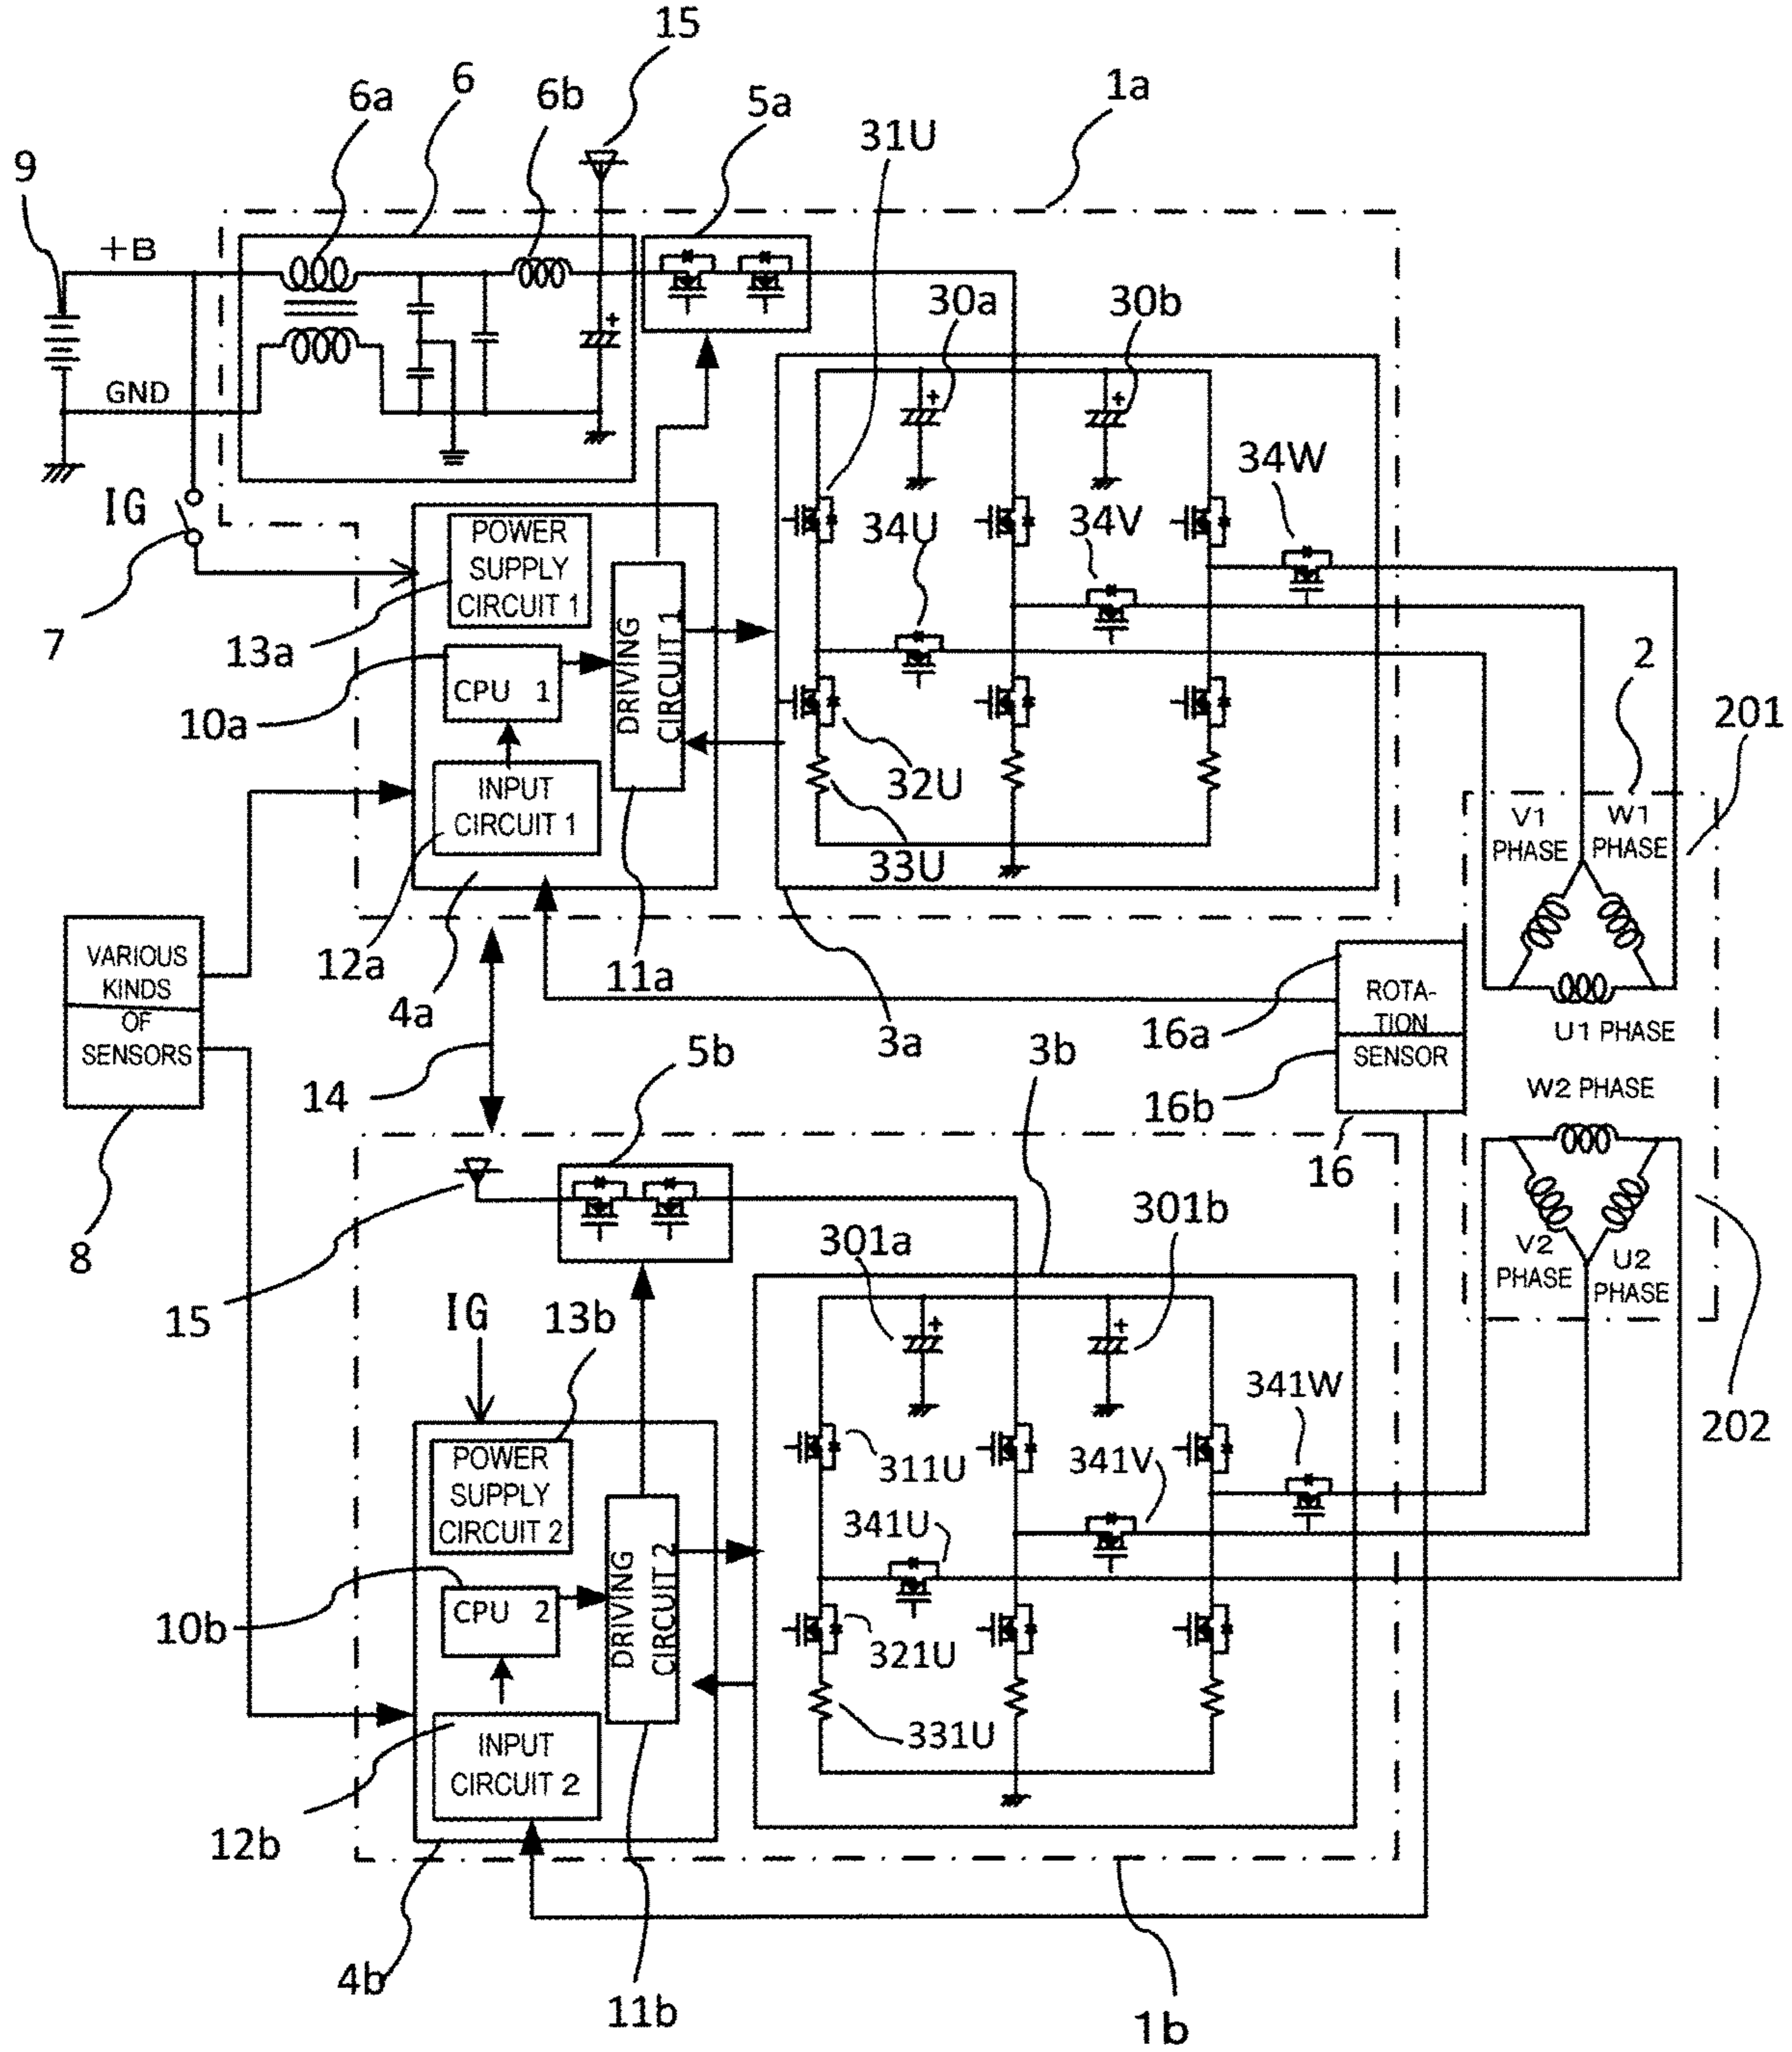 15
6
6a
6b
5a
1a
31U
9
+B
30a
30b
GND
34W
IG
34U
34V
POWER
SUPPLY
CIRCUIT 1
7
13a
DRIVING
CIRCUIT 1
2
CPU 1
10a
201
32U
INPUT
CIRCUIT 1
V1
PHASE
W1
PHASE
33U
12a
11a
VARIOUS
KINDS
OF
SENSORS
4a
3a
16a
ROTA-
TION
SENSOR
U1 PHASE
5b
3b
14
16b
W2 PHASE
16
8
301a
301b
V2
PHASE
U2
PHASE
15
IG
13b
341W
202
POWER
SUPPLY
CIRCUIT 2
311U
341V
341U
DRIVING
CIRCUIT 2
CPU 2
10b
321U
331U
INPUT
CIRCUIT 2
12b
4b
11b
1b